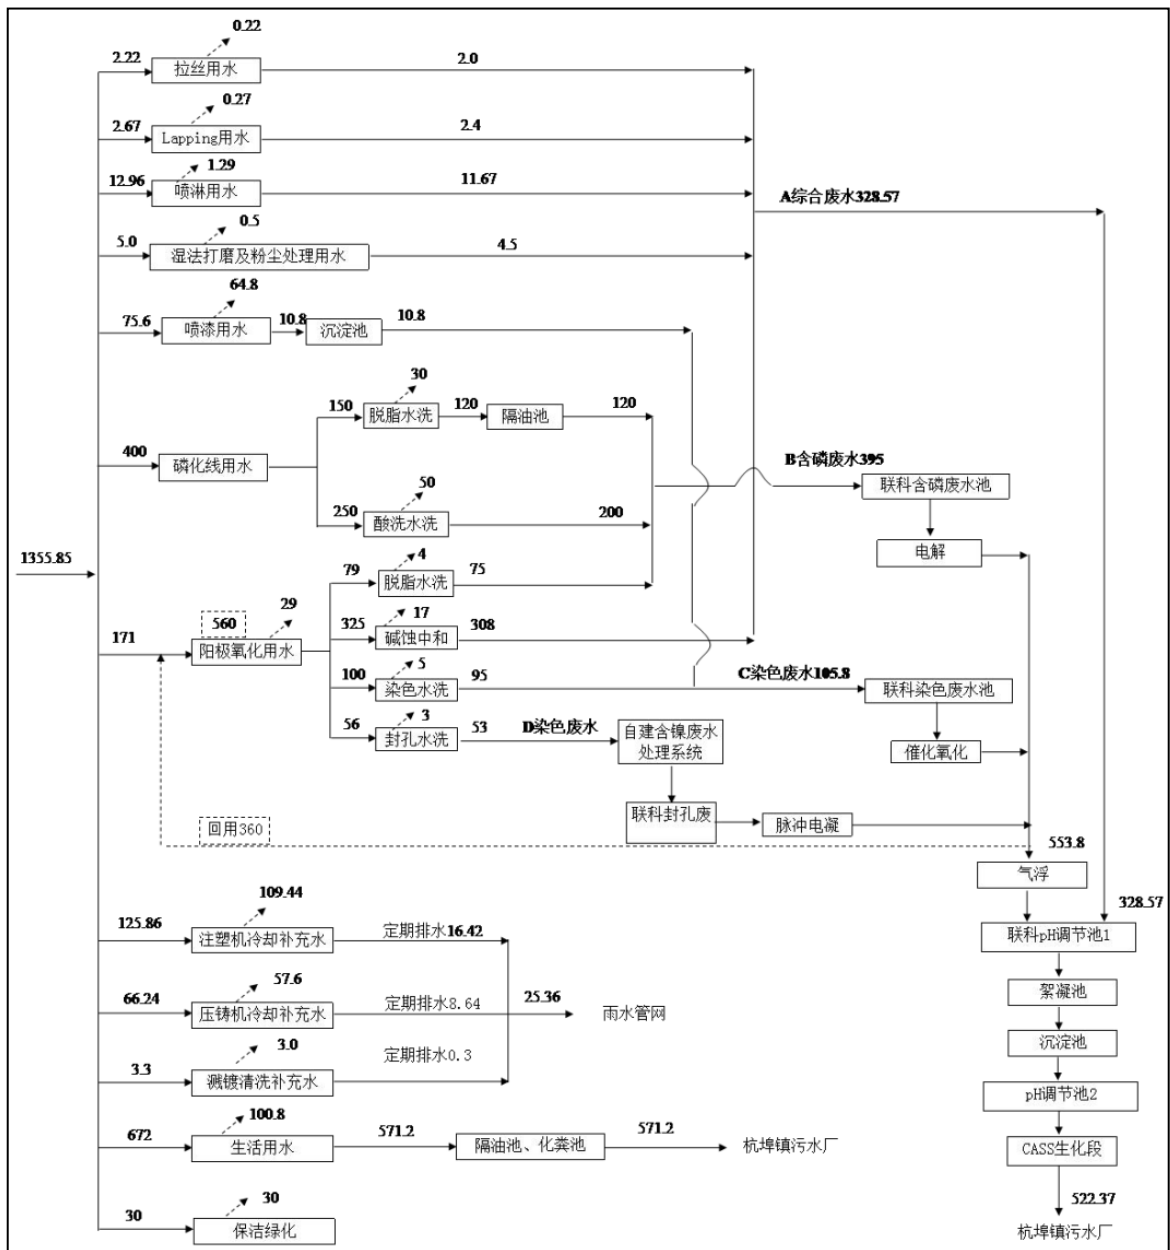 0.22
2.22
拉丝用水
2.0
0.27
2.67
Lapping用水
2.4
1.29
12.96
喷淋用水
11.67
A综合废水328.57
0.5
5.0
湿法打磨及粉尘处理用水
4.5
64.8
75.6
喷漆用水
10.8
沉淀池
10.8
30
150
脱脂水洗
120
隔油池
120
400
磷化线用水
B含磷废水395
联科含磷废水池
50
250
酸洗水洗
200
电解
1355.85
4
79
脱脂水洗
75
560
29
171
阳极氧化用水
17
325
碱蚀中和
308
5
100
染色水洗
95
C染色废水105.8
联科染色废水池
3
56
封孔水洗
53
D染色废水
自建含镍废水
处理系统
催化氧化
联科封孔废
脉冲电凝
回用360
553.8
气浮
109.44
328.57
125.86
注塑机冷却补充水
定期排水16.42
联科pH调节池1
57.6
66.24
压铸机冷却补充水
定期排水8.64
25.36
雨水管网
絮凝池
3.0
3.3
溅镀清洗补充水
定期排水0.3
沉淀池
pH调节池2
100.8
672
生活用水
571.2
隔油池、化粪池
571.2
杭埠镇污水厂
CASS生化段
30
30
保洁绿化
522.37
杭埠镇污水厂